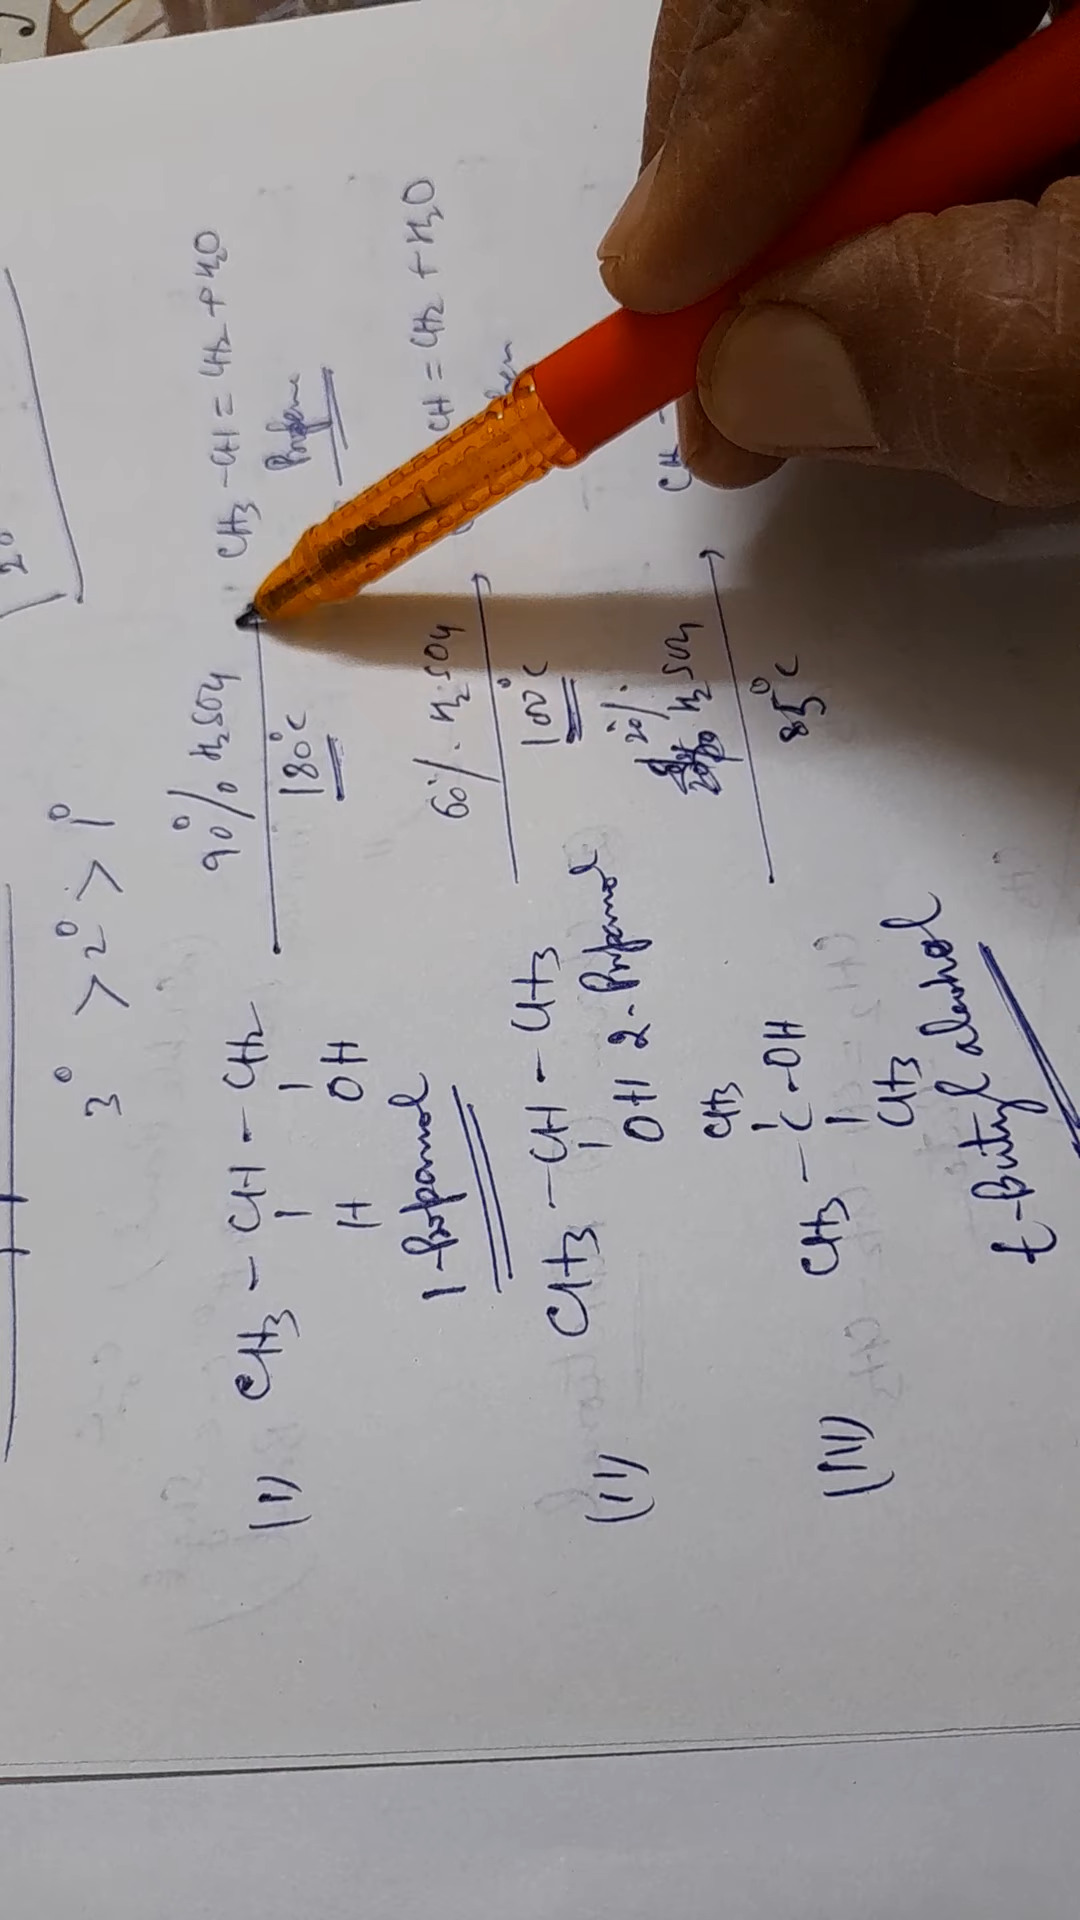 2°
3° > 2° > 1°
(I) CH3 - CH - CH2 90% H2SO4 CH3 - CH = CH2 + H2O
H OH 180°C Propene
1-Propanol
(II) CH3 - CH - CH3 60% H2SO4 CH = CH2 + H2O
OH 2-Propanol 100°C
CH3 20% H2SO4
(III) CH3 - C - OH 85°C
CH3
t-Butyl alcohol